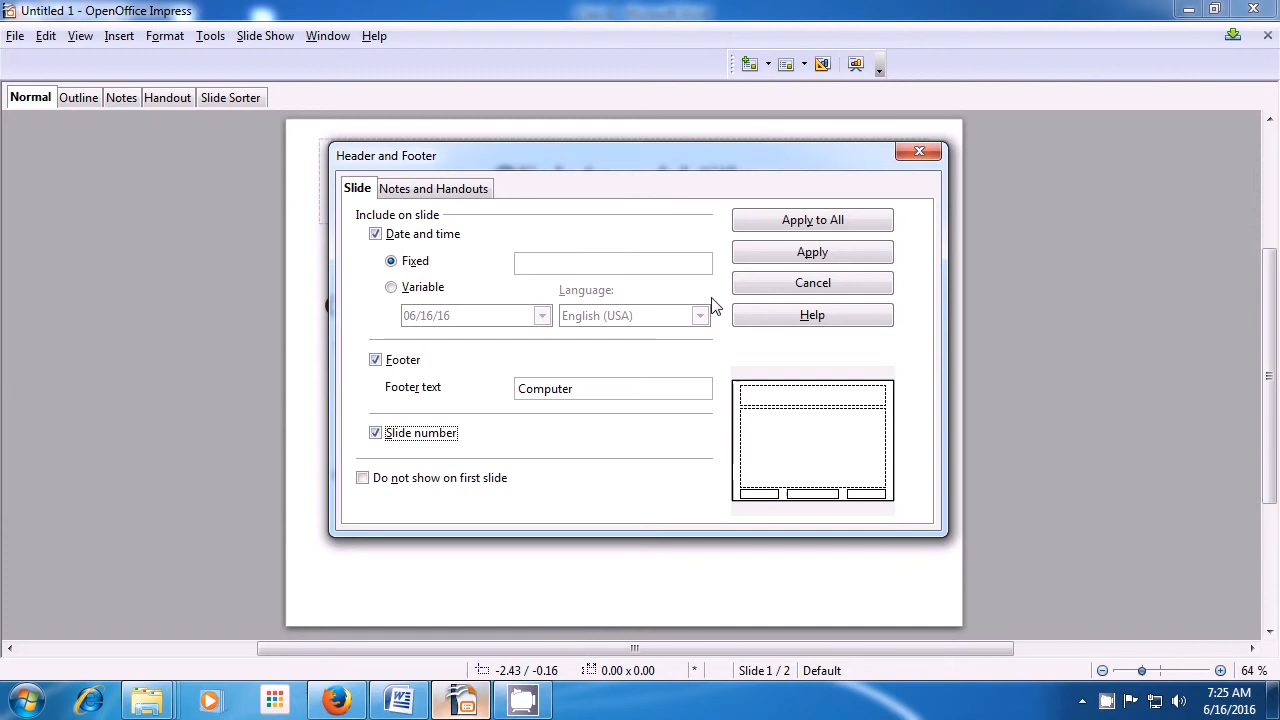 Untitled 1 - OpenOffice Impress
File Edit View Insert Format Tools Slide Show Window Help
Normal Outline Notes Handout Slide Sorter
Header and Footer
Slide Notes and Handouts
Include on slide
Date and time
Fixed
Variable
Language:
06/16/16 English (USA)
Footer
Footer text Computer
Slide number
Do not show on first slide
Apply to All
Apply
Cancel
Help
-2.43 / -0.16 0.00 x 0.00 * Slide 1 / 2 Default 64 %
7:25 AM
6/16/2016